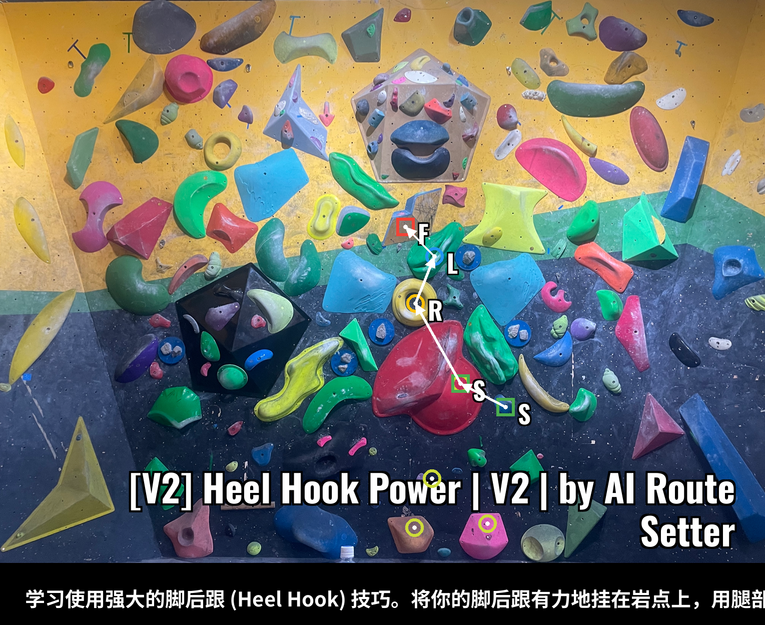 F
L
R
S
S
[V2] Heel Hook Power | V2 | by AI Route
Setter
学习使用强大的脚后跟 (Heel Hook) 技巧。将你的脚后跟有力地挂在岩点上，用腿部